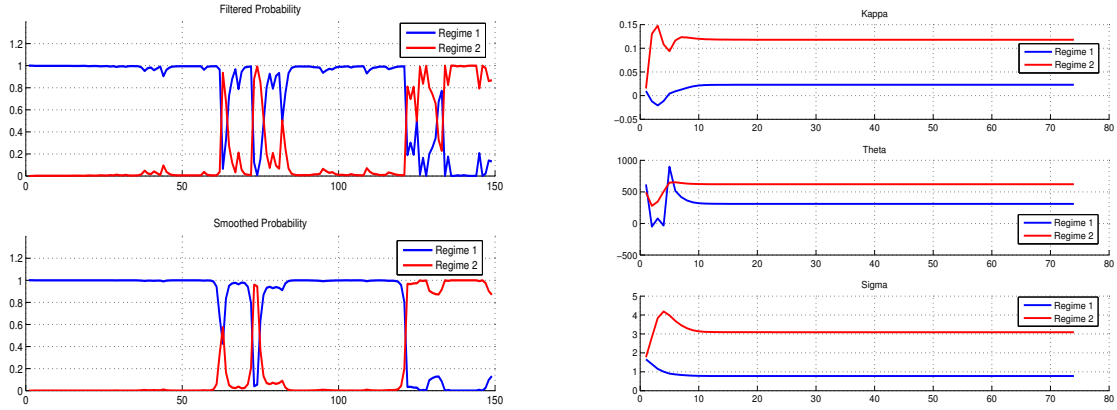 Filtered Probability
1.2
1
0.8
0.6
0.4
0.2
0
0 50 100 150
Regime 1
Regime 2
Smoothed Probability
1.2
1
0.8
0.6
0.4
0.2
0
0 50 100 150
Regime 1
Regime 2
Kappa
0.15
0.1
0.05
0
−0.05
0 10 20 30 40 50 60 70 80
Regime 1
Regime 2
Theta
1000
500
0
−500
0 10 20 30 40 50 60 70 80
Regime 1
Regime 2
Sigma
5
4
3
2
1
0
0 10 20 30 40 50 60 70 80
Regime 1
Regime 2